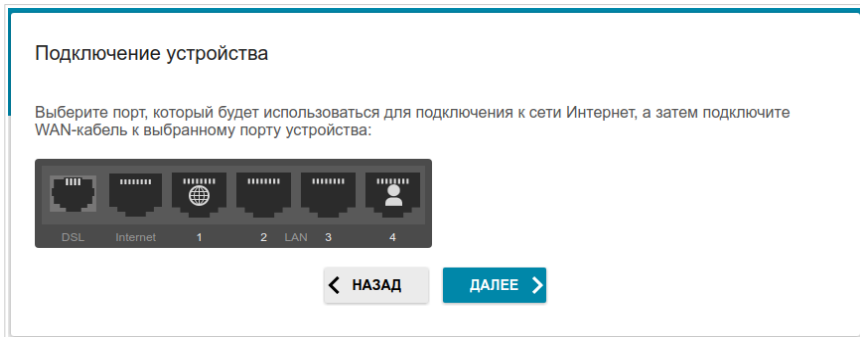 Подключение устройства
Выберите порт, который будет использоваться для подключения к сети Интернет, а затем подключите
WAN-кабель к выбранному порту устройства:
DSL Internet 1 2 LAN 3 4
НАЗАД ДАЛЕЕ